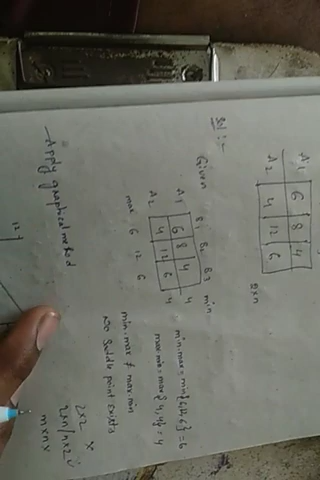 A1 6 8 4
A2 4 12 6
2×n
Sol :-
Given
B1 B2 B3 min
A1 6 8 4 4
A2 4 12 6 4
max 6 12 6
min.max = min{6,12,6} = 6
max.min = max{4,4} = 4
min.max ≠ max.min
No Saddle point exists
2×2 ×
2×n/m×2 ✓
m×n ×
→ Apply graphical method
12